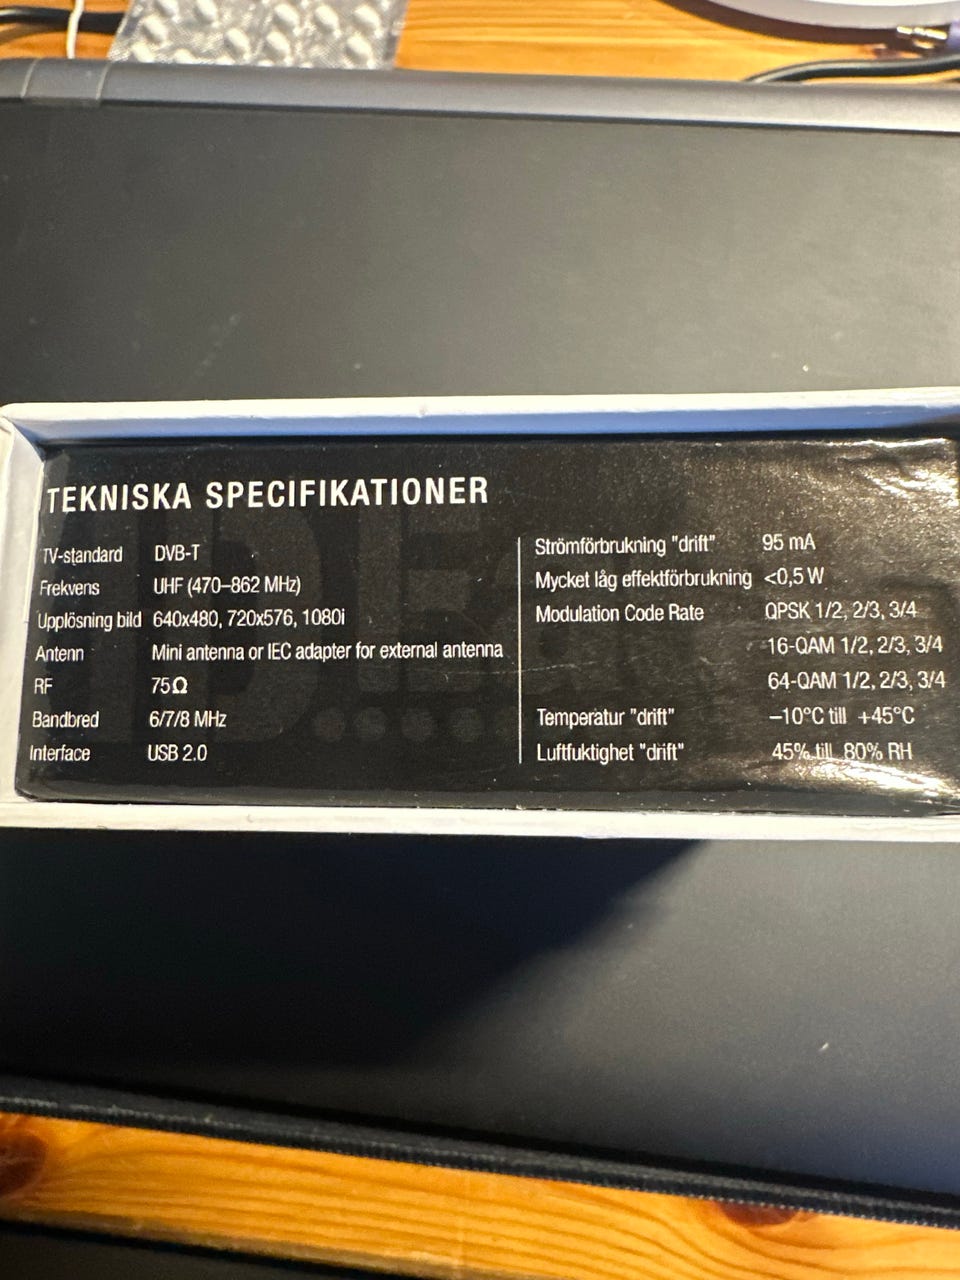 TEKNISKA SPECIFIKATIONER
TV-standard DVB-T
Frekvens UHF (470–862 MHz)
Upplösning bild 640x480, 720x576, 1080i
Antenn Mini antenna or IEC adapter for external antenna
RF 75Ω
Bandbred 6/7/8 MHz
Interface USB 2.0
Strömförbrukning "drift" 95 mA
Mycket låg effektförbrukning <0,5 W
Modulation Code Rate QPSK 1/2, 2/3, 3/4
16-QAM 1/2, 2/3, 3/4
64-QAM 1/2, 2/3, 3/4
Temperatur "drift" –10°C till +45°C
Luftfuktighet "drift" 45% till 80% RH